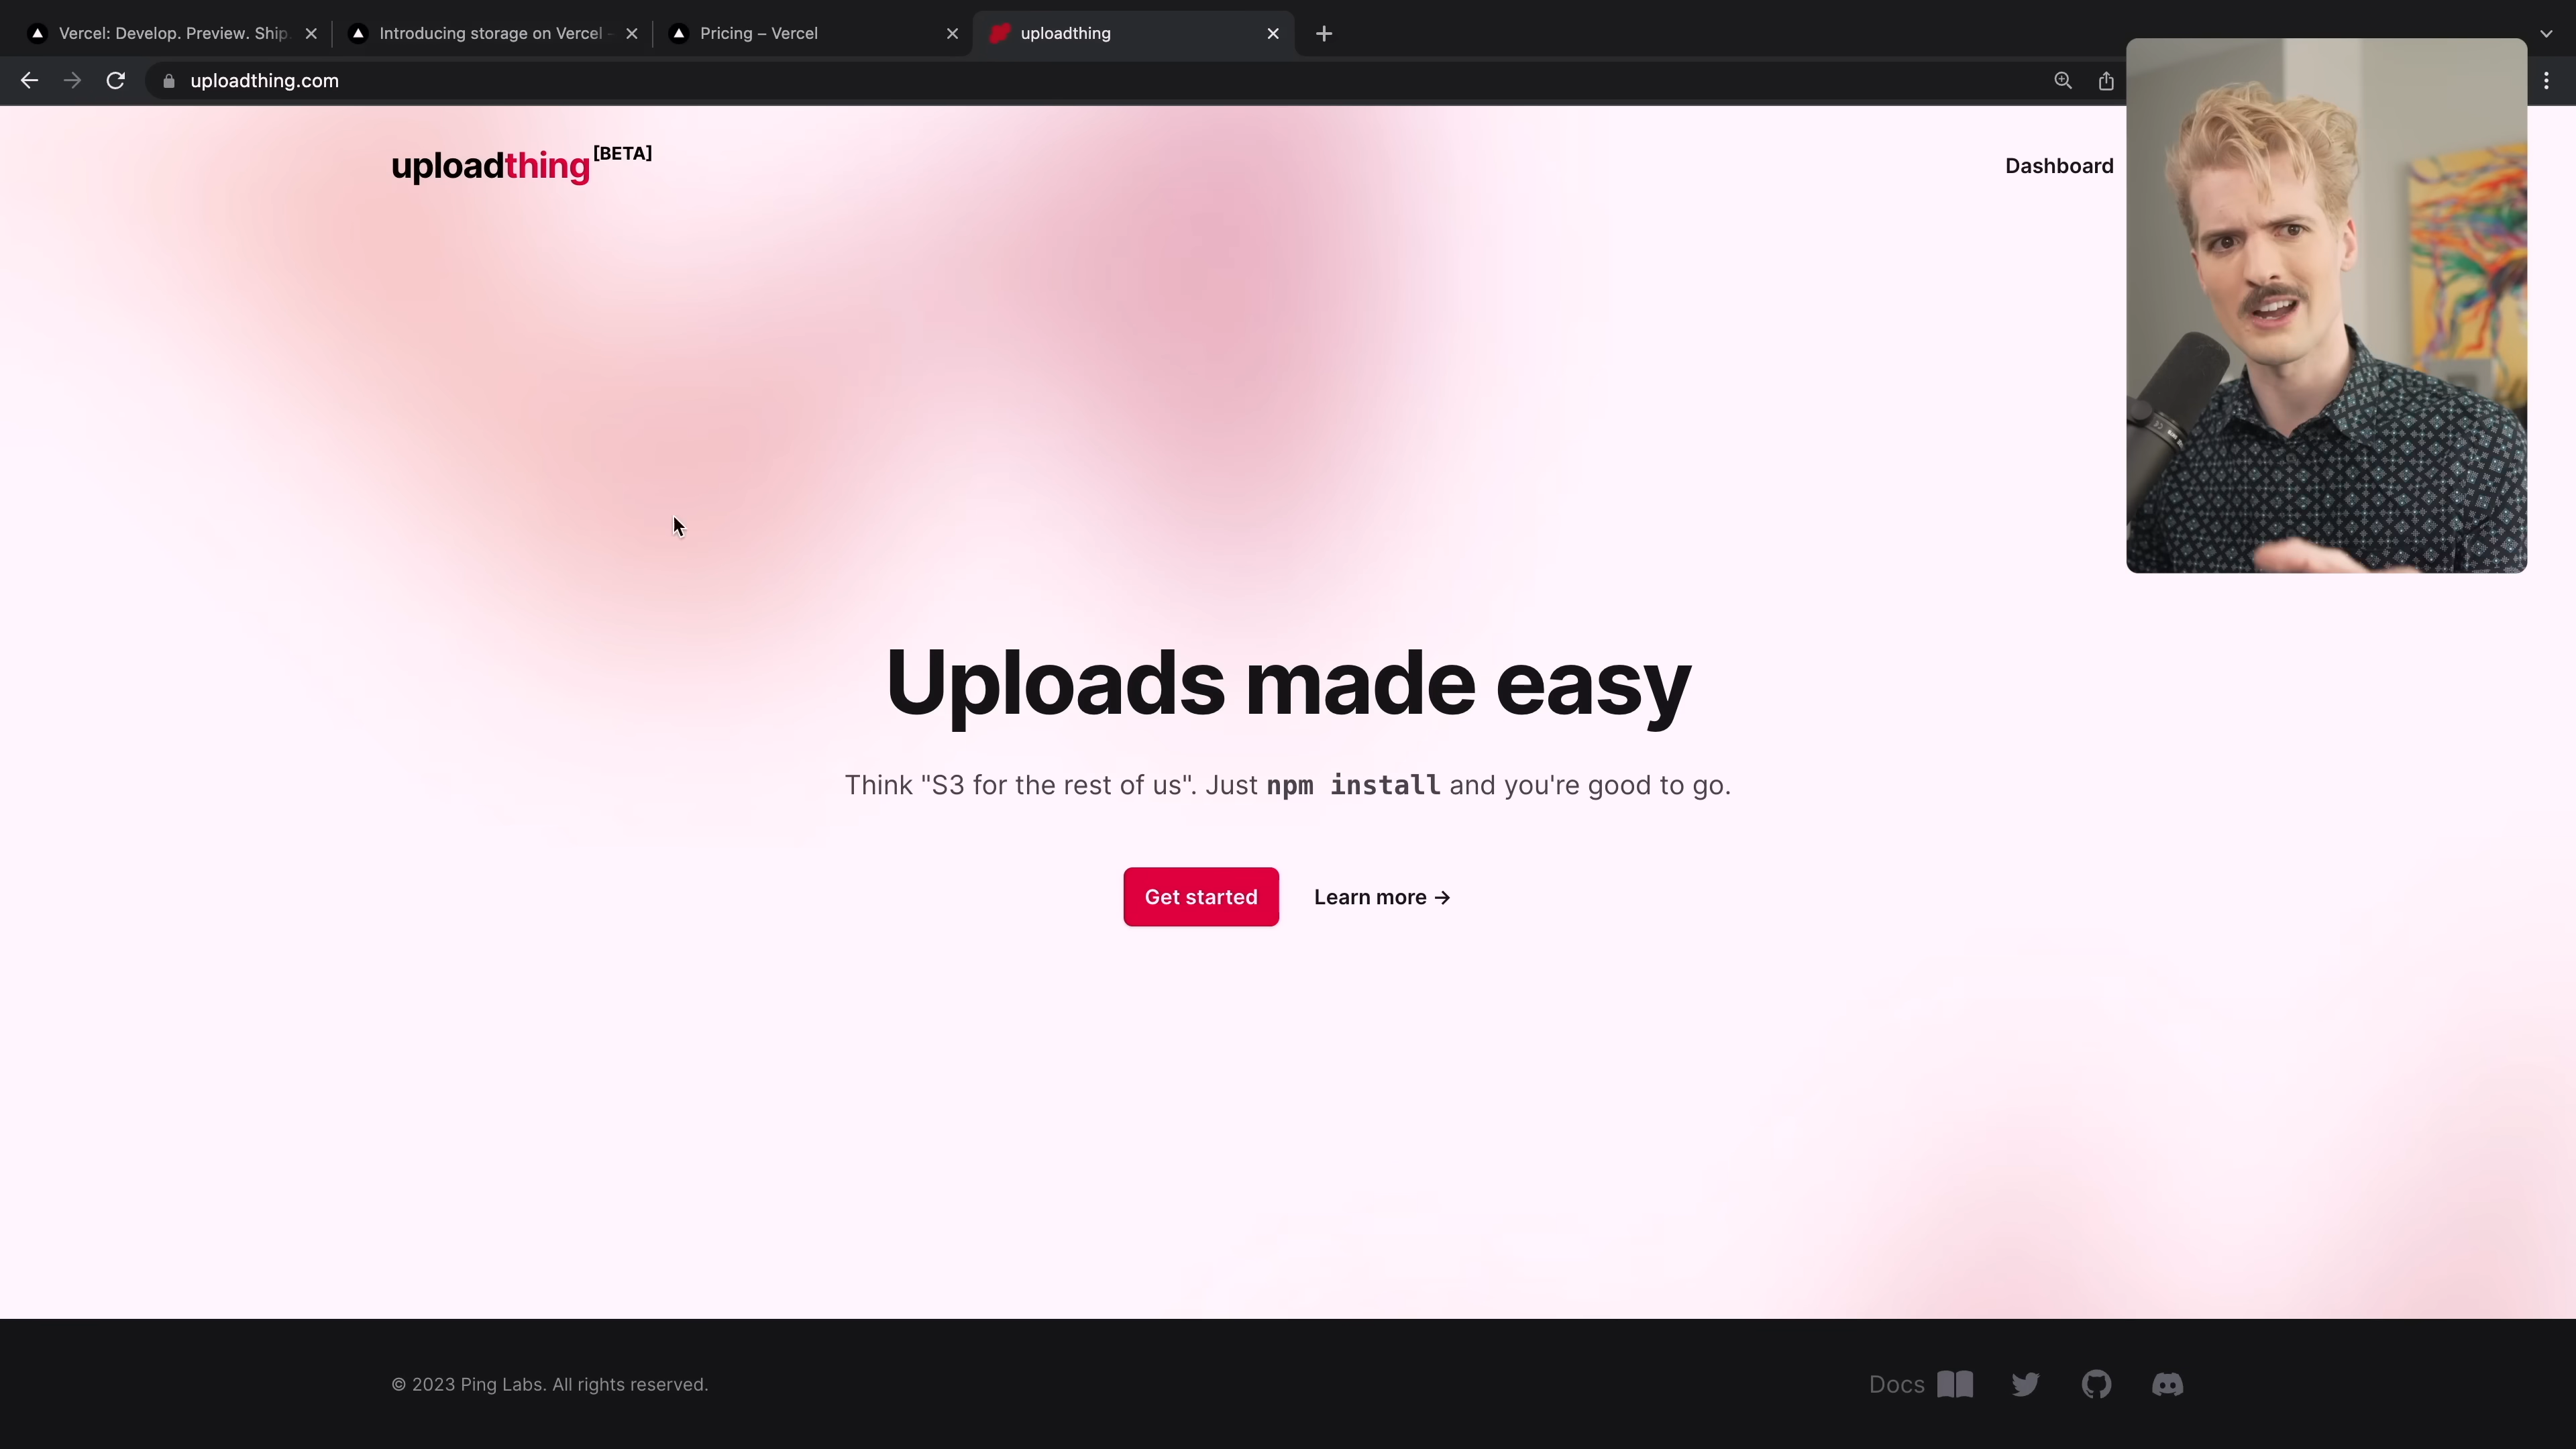 Vercel: Develop. Preview. Ship.
Introducing storage on Vercel -
Pricing – Vercel
uploadthing
uploadthing.com
uploadthing[BETA]
Dashboard
Uploads made easy
Think "S3 for the rest of us". Just npm install and you're good to go.
Get started
Learn more →
© 2023 Ping Labs. All rights reserved.
Docs